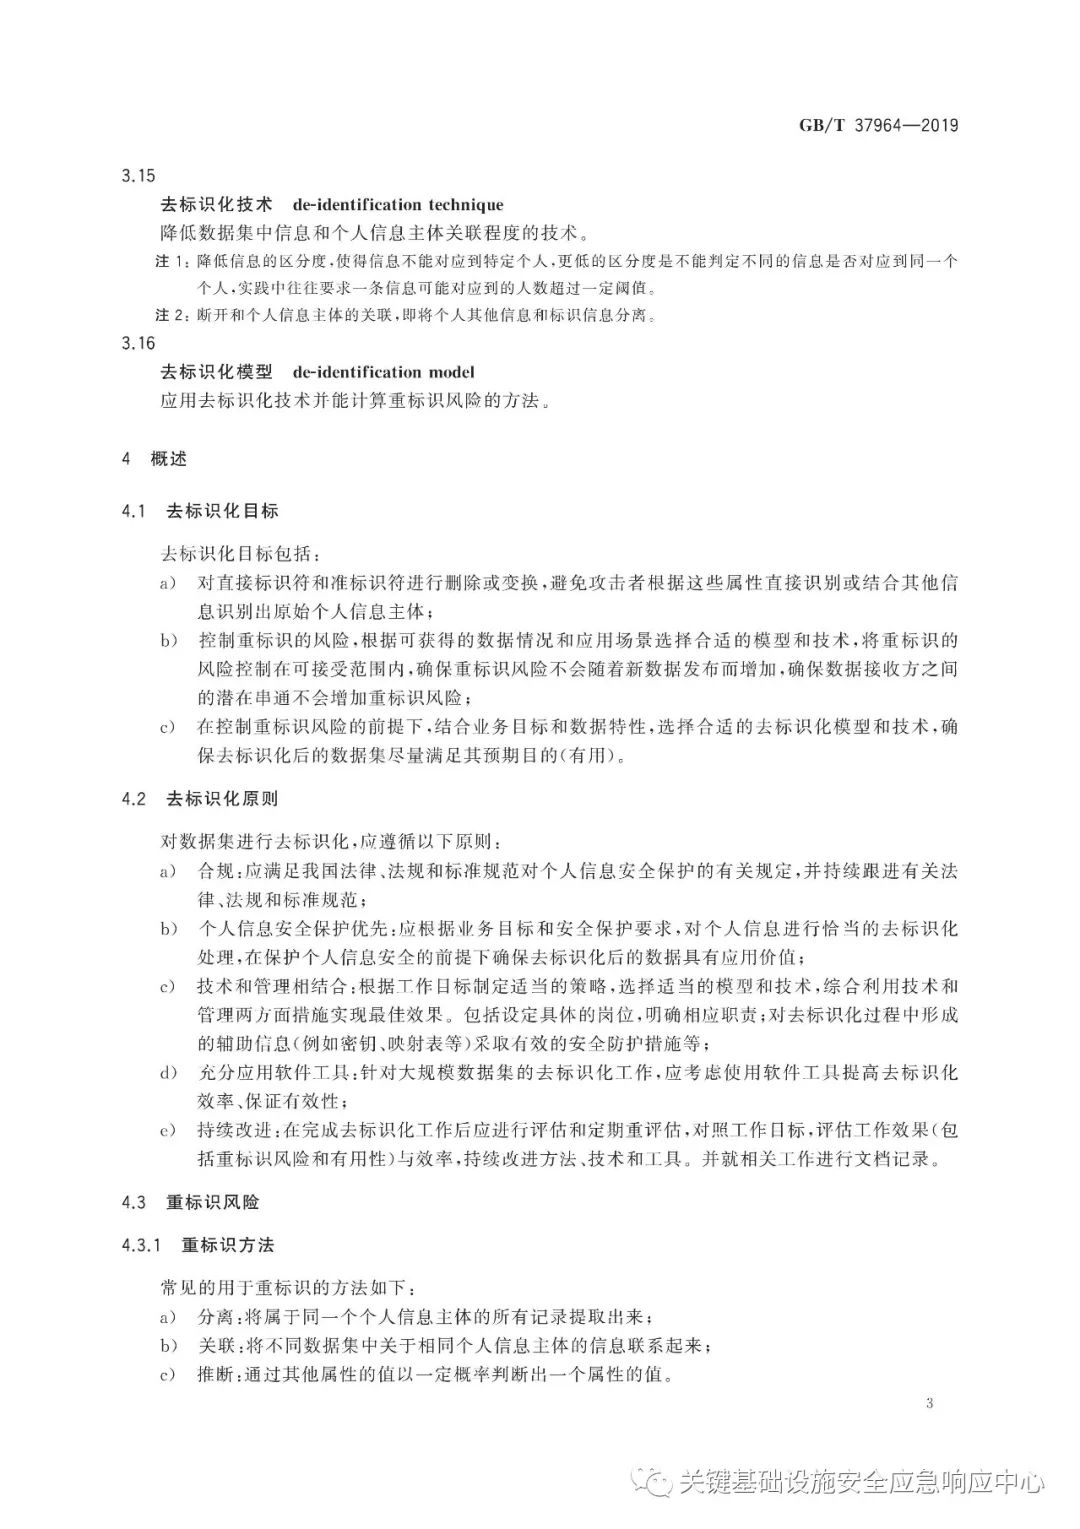 GB/T 37964—2019
3.15
去标识化技术 de-identification technique
降低数据集中信息和个人信息主体关联程度的技术。
注 1: 降低信息的区分度,使得信息不能对应到特定个人,更低的区分度是不能判定不同的信息是否对应到同一个
个人,实践中往往要求一条信息可能对应到的人数超过一定阈值。
注 2: 断开和个人信息主体的关联,即将个人其他信息和标识信息分离。
3.16
去标识化模型 de-identification model
应用去标识化技术并能计算重标识风险的方法。
4 概述
4.1 去标识化目标
去标识化目标包括:
a) 对直接标识符和准标识符进行删除或变换,避免攻击者根据这些属性直接识别或结合其他信
息识别出原始个人信息主体;
b) 控制重标识的风险,根据可获得的数据情况和应用场景选择合适的模型和技术,将重标识的
风险控制在可接受范围内,确保重标识风险不会随着新数据发布而增加,确保数据接收方之间
的潜在串通不会增加重标识风险;
c) 在控制重标识风险的前提下,结合业务目标和数据特性,选择合适的去标识化模型和技术,确
保去标识化后的数据集尽量满足其预期目的(有用)。
4.2 去标识化原则
对数据集进行去标识化,应遵循以下原则:
a) 合规:应满足我国法律、法规和标准规范对个人信息安全保护的有关规定,并持续跟进有关法
律、法规和标准规范;
b) 个人信息安全保护优先:应根据业务目标和安全保护要求,对个人信息进行恰当的去标识化
处理,在保护个人信息安全的前提下确保去标识化后的数据具有应用价值;
c) 技术和管理相结合:根据工作目标制定适当的策略,选择适当的模型和技术,综合利用技术和
管理两方面措施实现最佳效果。包括设定具体的岗位,明确相应职责;对去标识化过程中形成
的辅助信息(例如密钥、映射表等)采取有效的安全防护措施等;
d) 充分应用软件工具:针对大规模数据集的去标识化工作,应考虑使用软件工具提高去标识化
效率、保证有效性;
e) 持续改进:在完成去标识化工作后应进行评估和定期重评估,对照工作目标,评估工作效果(包
括重标识风险和有用性)与效率,持续改进方法、技术和工具。并就相关工作进行文档记录。
4.3 重标识风险
4.3.1 重标识方法
常见的用于重标识的方法如下:
a) 分离:将属于同一个个人信息主体的所有记录提取出来;
b) 关联:将不同数据集中关于相同个人信息主体的信息联系起来;
c) 推断:通过其他属性的值以一定概率判断出一个属性的值。
3
关键基础设施安全应急响应中心